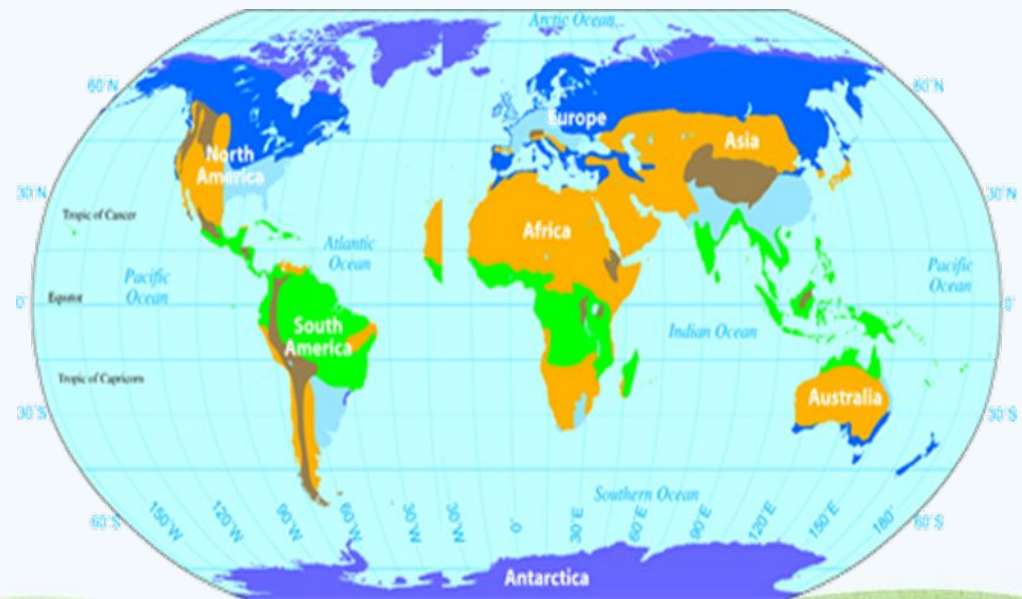 Arctic Ocean
60°N
60°N
Europe
Asia
North
America
30°N
30°N
Tropic of Cancer
Africa
Atlantic
Ocean
Pacific
Ocean
Pacific
Ocean
0°
Equator
0°
South
America
Indian Ocean
Tropic of Capricorn
Australia
30°S
30°S
Southern Ocean
60°S
150°W
120°W
90°W
60°W
30°W
30°W
0°
30°E
60°E
90°E
120°E
150°E
180°
60°S
Antarctica